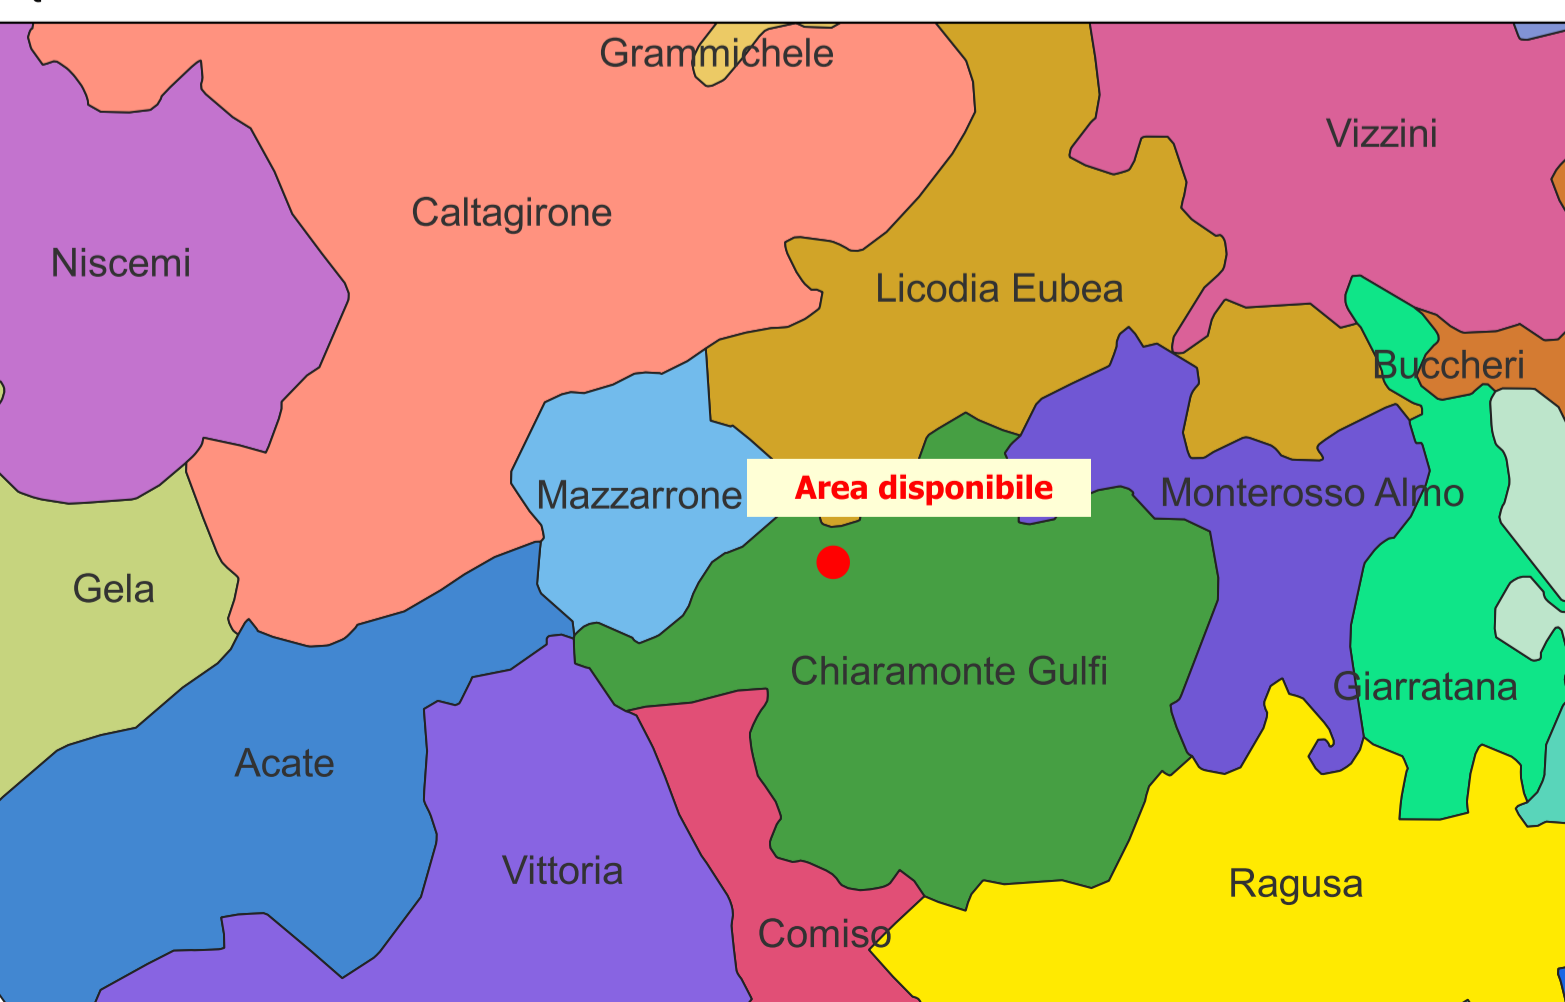 Grammichele
Vizzini
Caltagirone
Niscemi
Licodia Eubea
Buccheri
Area disponibile
Mazzarrone
Monterosso Almo
Gela
Chiaramonte Gulfi
Giarratana
Acate
Vittoria
Ragusa
Comiso